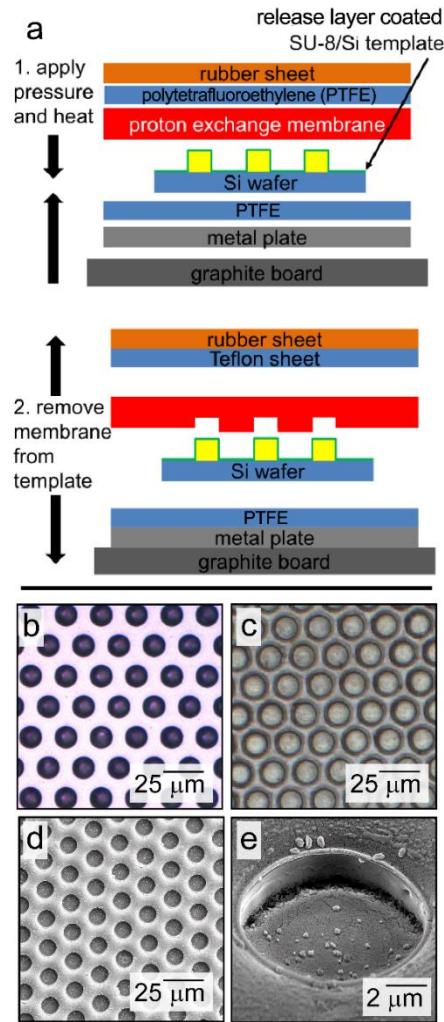 a
release layer coated
SU-8/Si template
1. apply
pressure
and heat
rubber sheet
polytetrafluoroethylene (PTFE)
proton exchange membrane
Si wafer
PTFE
metal plate
graphite board
rubber sheet
Teflon sheet
2. remove
membrane
from
template
Si wafer
PTFE
metal plate
graphite board
b
25 μm
c
25 μm
d
25 μm
e
2 μm